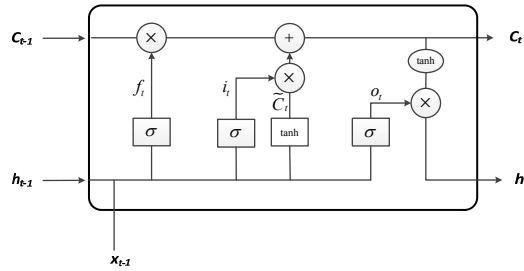 C_{t-1} × + C_t
tanh
f_t i_t × o_t ×
C̃_t
σ σ tanh σ
h_{t-1} h
x_{t-1}